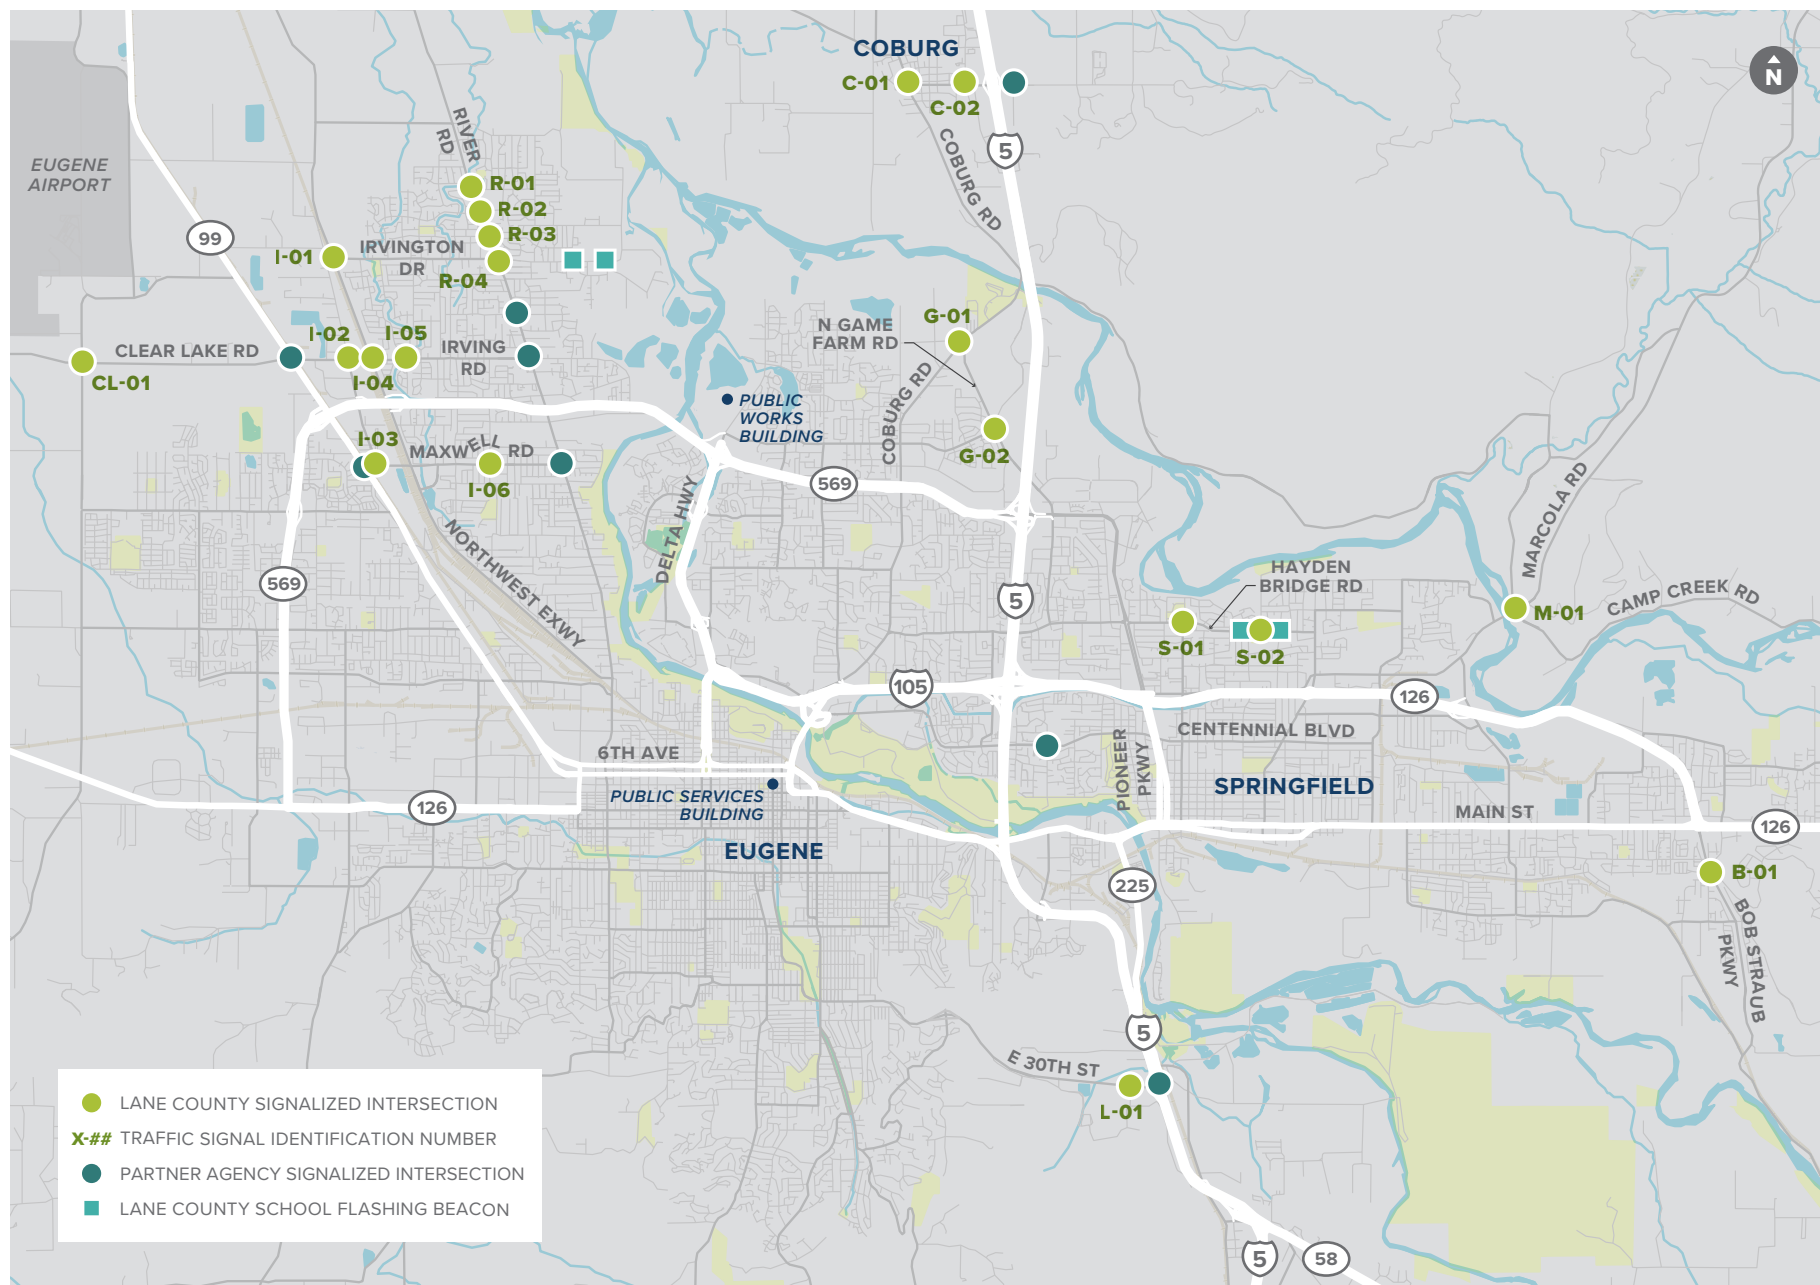 COBURG
C-01
C-02
N
5
COBURG RD
RIVER
RD
EUGENE
AIRPORT
R-01
R-02
R-03
99
I-01
IRVINGTON
DR
R-04
G-01
N GAME
FARM RD
I-02
I-05
CLEAR LAKE RD
IRVING
RD
CL-01
I-04
COBURG RD
PUBLIC
WORKS
BUILDING
I-03
MAXWELL RD
G-02
I-06
569
DELTA HWY
MARCOLA RD
NORTHWEST EXWY
569
5
HAYDEN
BRIDGE RD
CAMP CREEK RD
M-01
S-01
S-02
105
126
CENTENNIAL BLVD
6TH AVE
PIONEER
PKWY
SPRINGFIELD
PUBLIC SERVICES
BUILDING
126
MAIN ST
126
EUGENE
225
B-01
BOB STRAUB
PKWY
5
E 30TH ST
L-01
LANE COUNTY SIGNALIZED INTERSECTION
X-## TRAFFIC SIGNAL IDENTIFICATION NUMBER
PARTNER AGENCY SIGNALIZED INTERSECTION
LANE COUNTY SCHOOL FLASHING BEACON
5
58